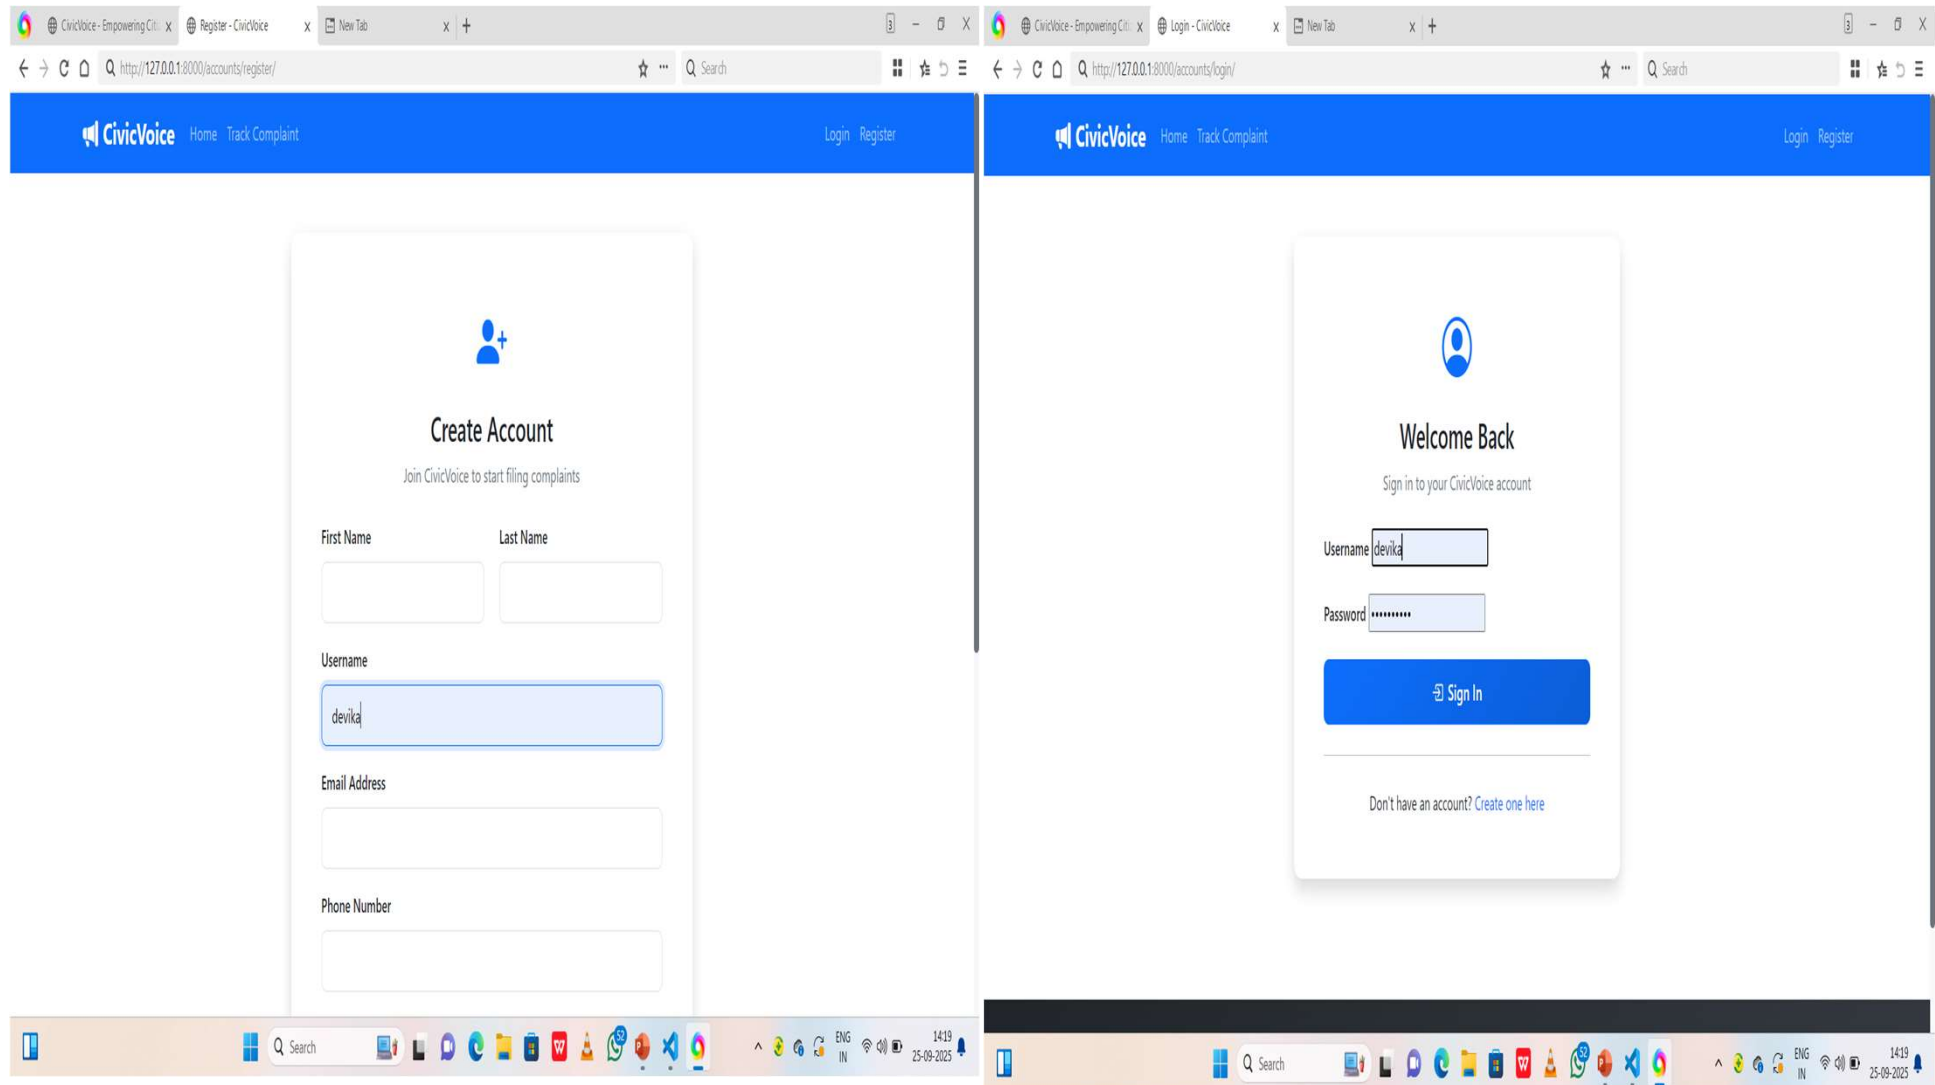 CivicVoice - Empowering Citi
Register - CivicVoice
New Tab
3
http://127.0.0.1:8000/accounts/register/
Search
CivicVoice
Home
Track Complaint
Login
Register
Create Account
Join CivicVoice to start filing complaints
First Name
Last Name
Username
devika
Email Address
Phone Number
Search
52
ENG
IN
14:19
25-09-2025
CivicVoice - Empowering Citi
Login - CivicVoice
New Tab
3
http://127.0.0.1:8000/accounts/login/
Search
CivicVoice
Home
Track Complaint
Login
Register
Welcome Back
Sign in to your CivicVoice account
Username devika
Password ••••••••••
Sign In
Don't have an account? Create one here
Search
52
ENG
IN
14:19
25-09-2025